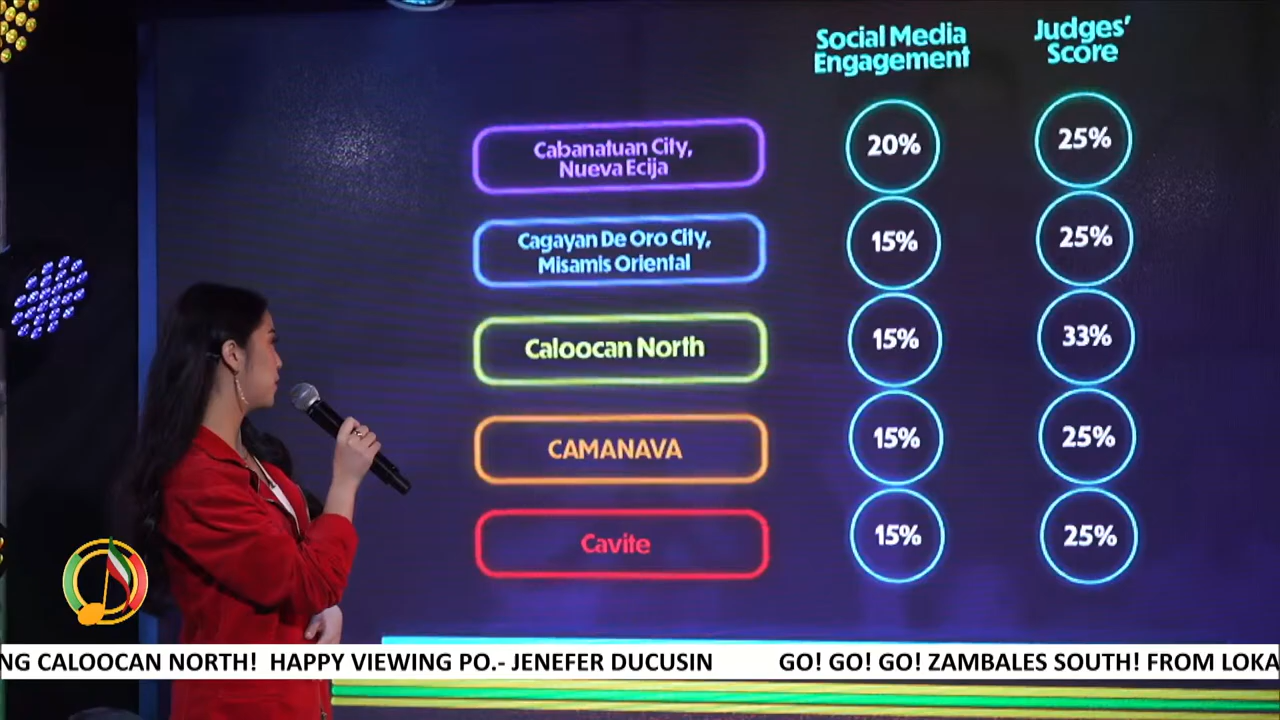 Social Media
Engagement
Judges'
Score
Cabanatuan City,
Nueva Ecija
20%
25%
Cagayan De Oro City,
Misamis Oriental
15%
25%
Caloocan North
15%
33%
CAMANAVA
15%
25%
Cavite
15%
25%
NG CALOOCAN NORTH! HAPPY VIEWING PO.- JENEFER DUCUSIN GO! GO! GO! ZAMBALES SOUTH! FROM LOKA